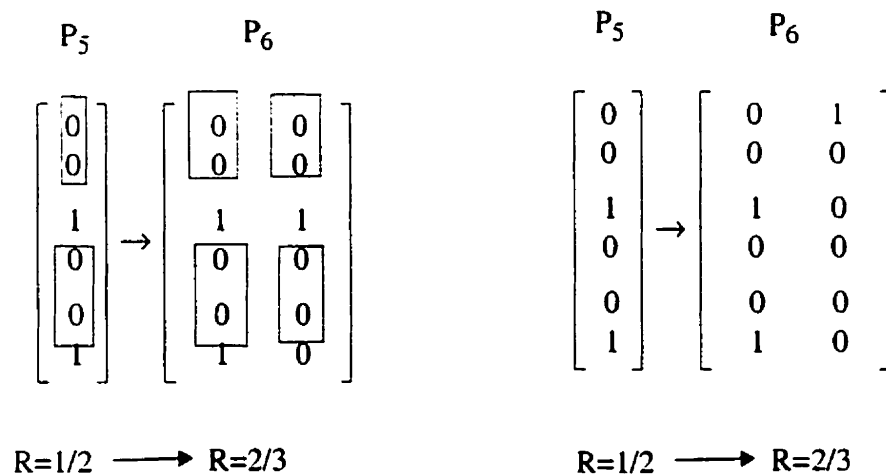 P5 P6 P5 P6
0 0 0 0 0 1
0 0 0 0 0 0
1 → 1 1 1 → 1 0
0 0 0 0 0 0
0 0 0 0 0 0
1 1 0 1 1 0
R=1/2 → R=2/3 R=1/2 → R=2/3